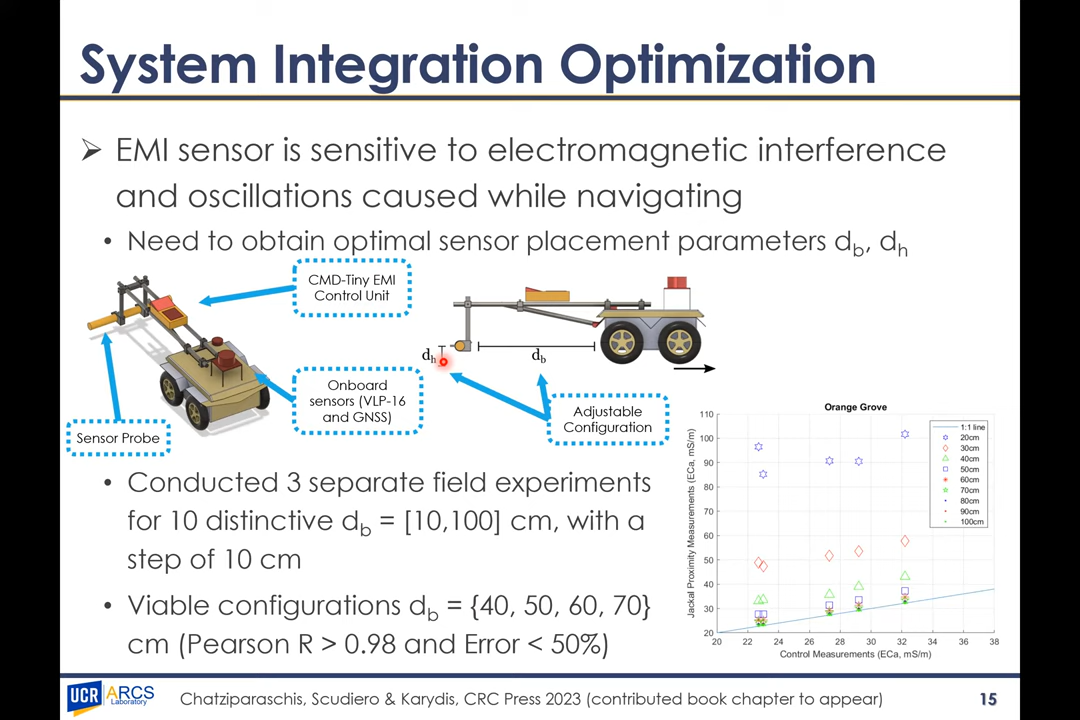 System Integration Optimization
➢ EMI sensor is sensitive to electromagnetic interference
and oscillations caused while navigating
• Need to obtain optimal sensor placement parameters db, dh
CMD-Tiny EMI
Control Unit
Onboard
sensors (VLP-16
and GNSS)
Sensor Probe
dh
db
Adjustable
Configuration
• Conducted 3 separate field experiments
for 10 distinctive db = [10,100] cm, with a
step of 10 cm
• Viable configurations db = {40, 50, 60, 70}
cm (Pearson R > 0.98 and Error < 50%)
Orange Grove
Jackal Proximity Measurements (ECa, mS/m)
110
100
90
80
70
60
50
40
30
20
1:1 line
20cm
30cm
40cm
50cm
60cm
70cm
80cm
90cm
100cm
20 22 24 26 28 30 32 34 36 38
Control Measurements (ECa, mS/m)
UCR ARCS
Laboratory
Chatziparaschis, Scudiero & Karydis, CRC Press 2023 (contributed book chapter to appear)
15